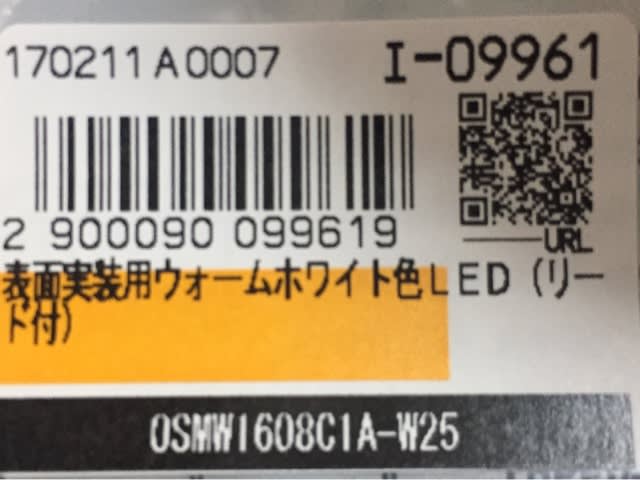 170211A0007
I-09961
2 900090 099619
URL
表面実装用ウォームホワイト色LED(リー
ド付)
OSMW1608C1A-W25